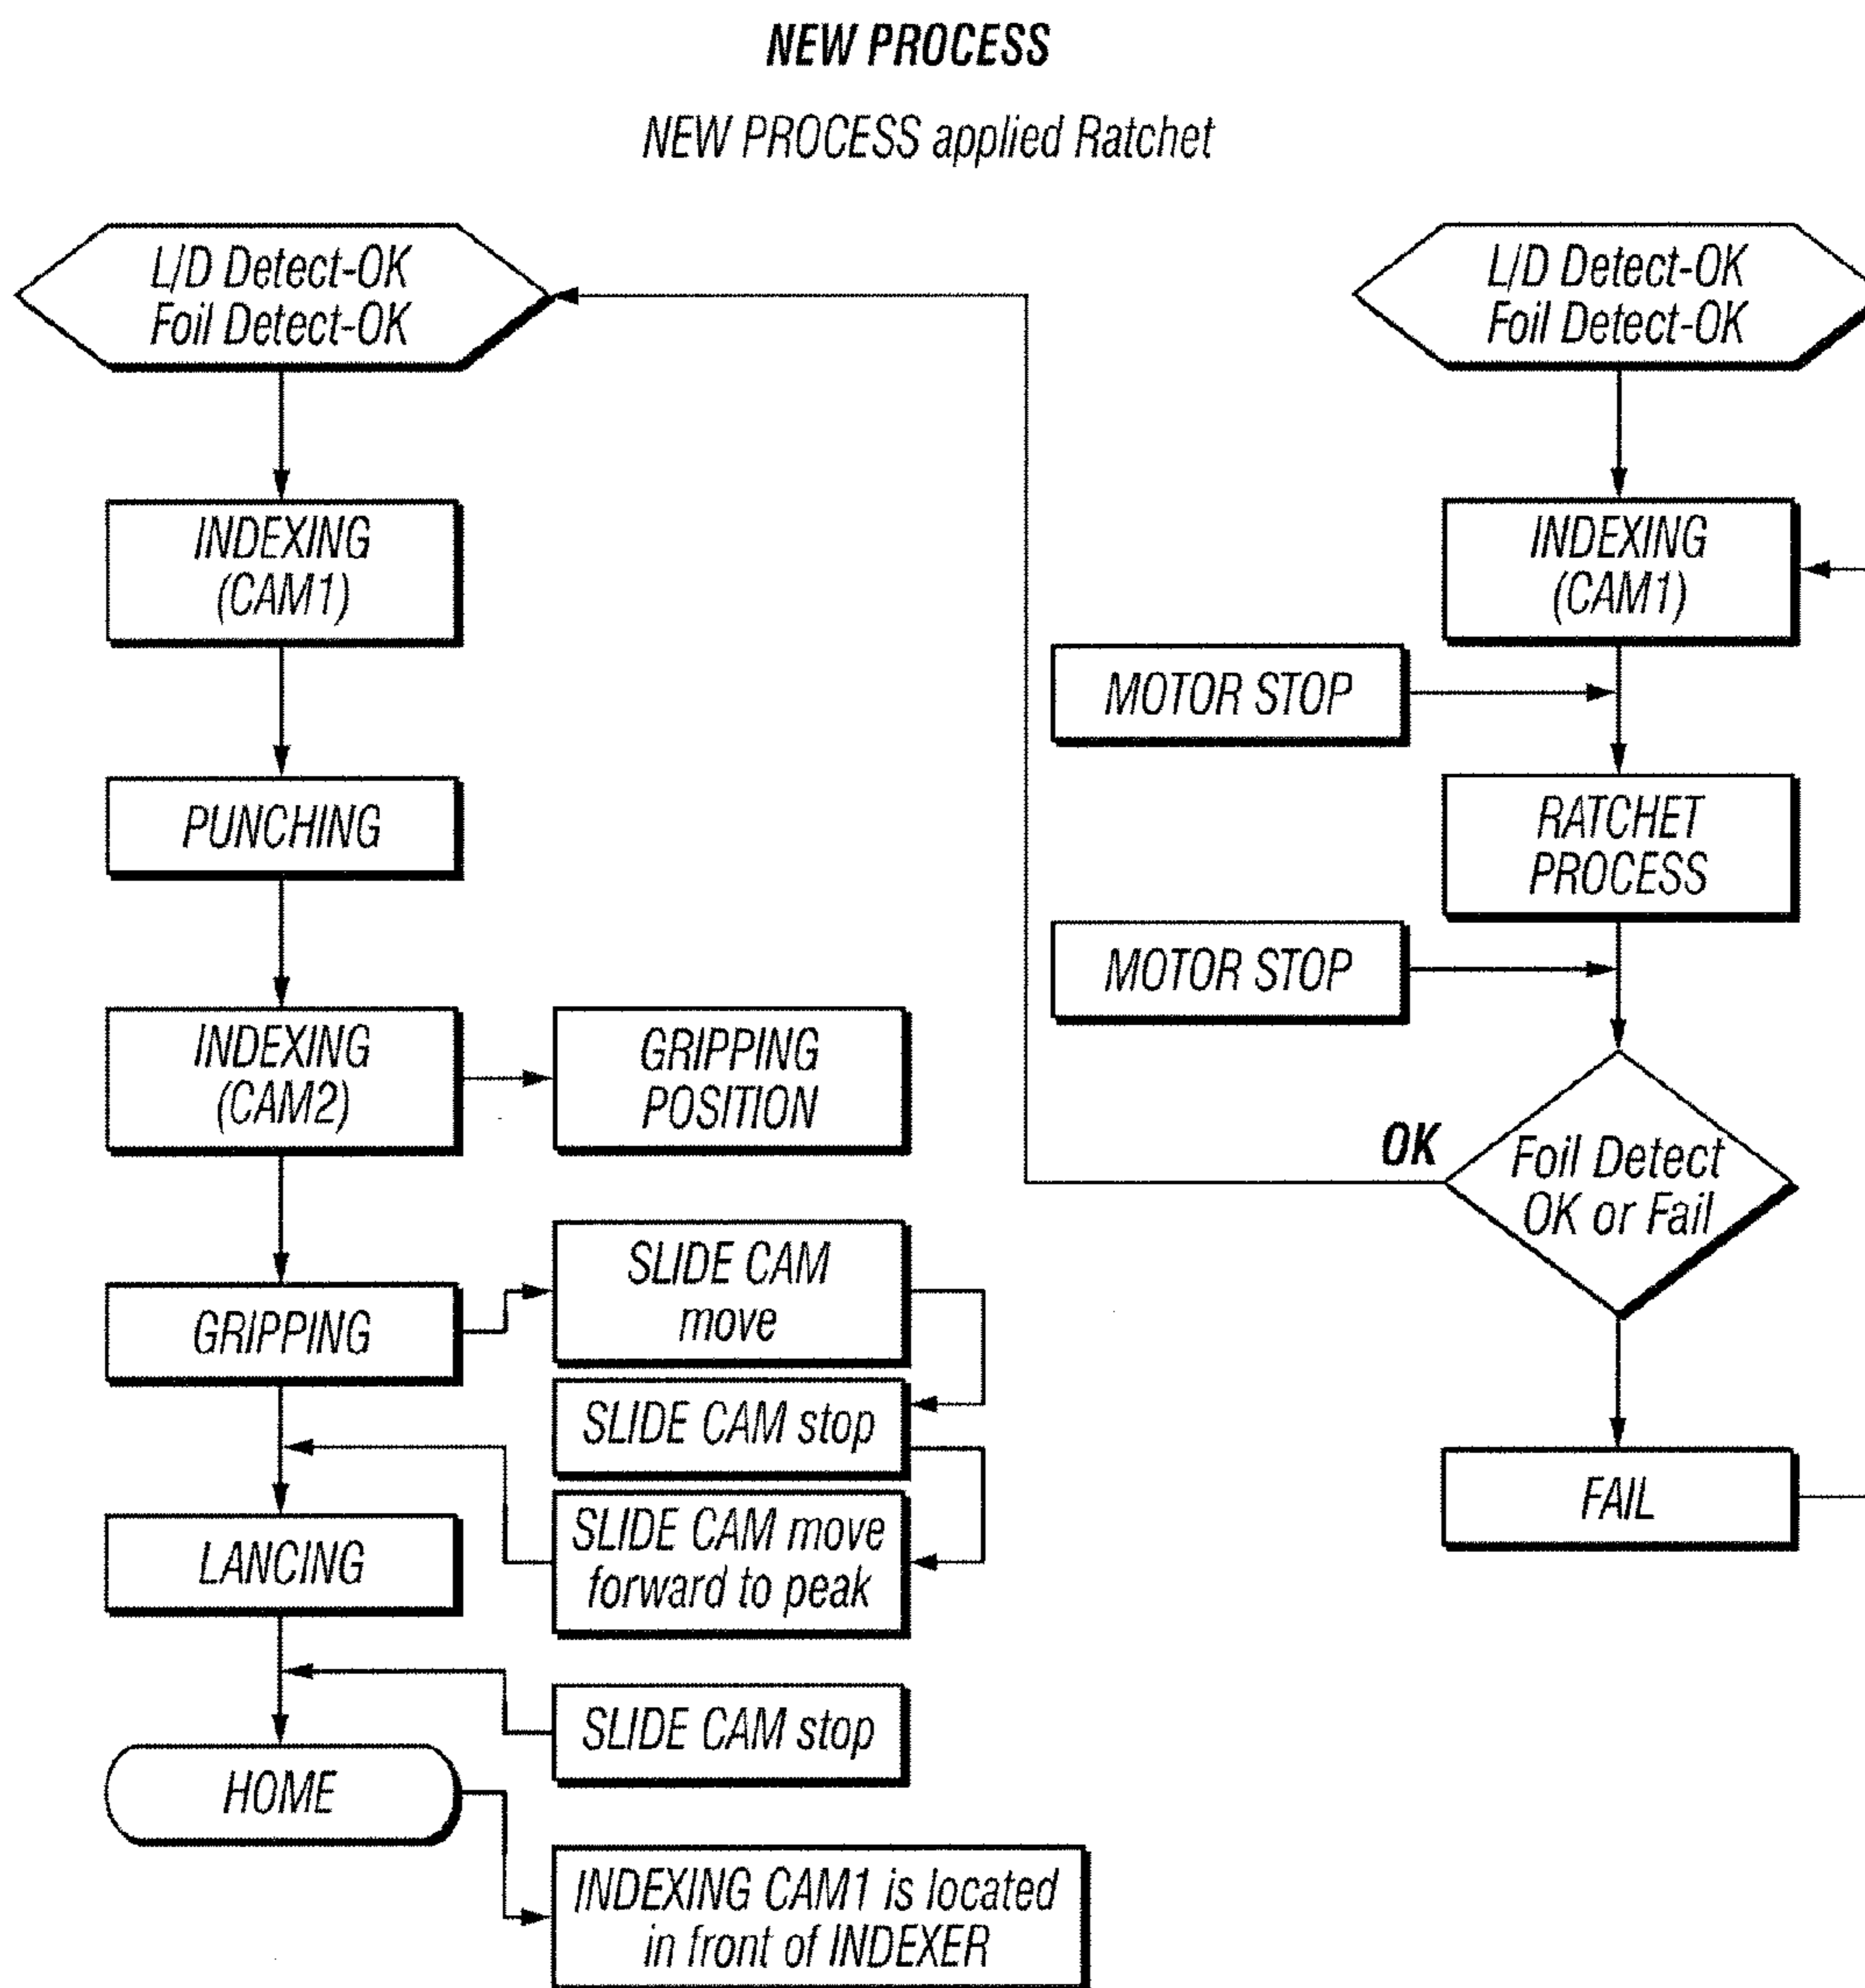 NEW PROCESS
NEW PROCESS applied Ratchet
L/D Detect-OK
Foil Detect-OK
INDEXING
(CAM1)
PUNCHING
INDEXING
(CAM2)
GRIPPING
POSITION
GRIPPING
SLIDE CAM
move
SLIDE CAM stop
SLIDE CAM move
forward to peak
LANCING
SLIDE CAM stop
HOME
INDEXING CAM1 is located
in front of INDEXER
L/D Detect-OK
Foil Detect-OK
INDEXING
(CAM1)
MOTOR STOP
RATCHET
PROCESS
MOTOR STOP
OK
Foil Detect
OK or Fail
FAIL